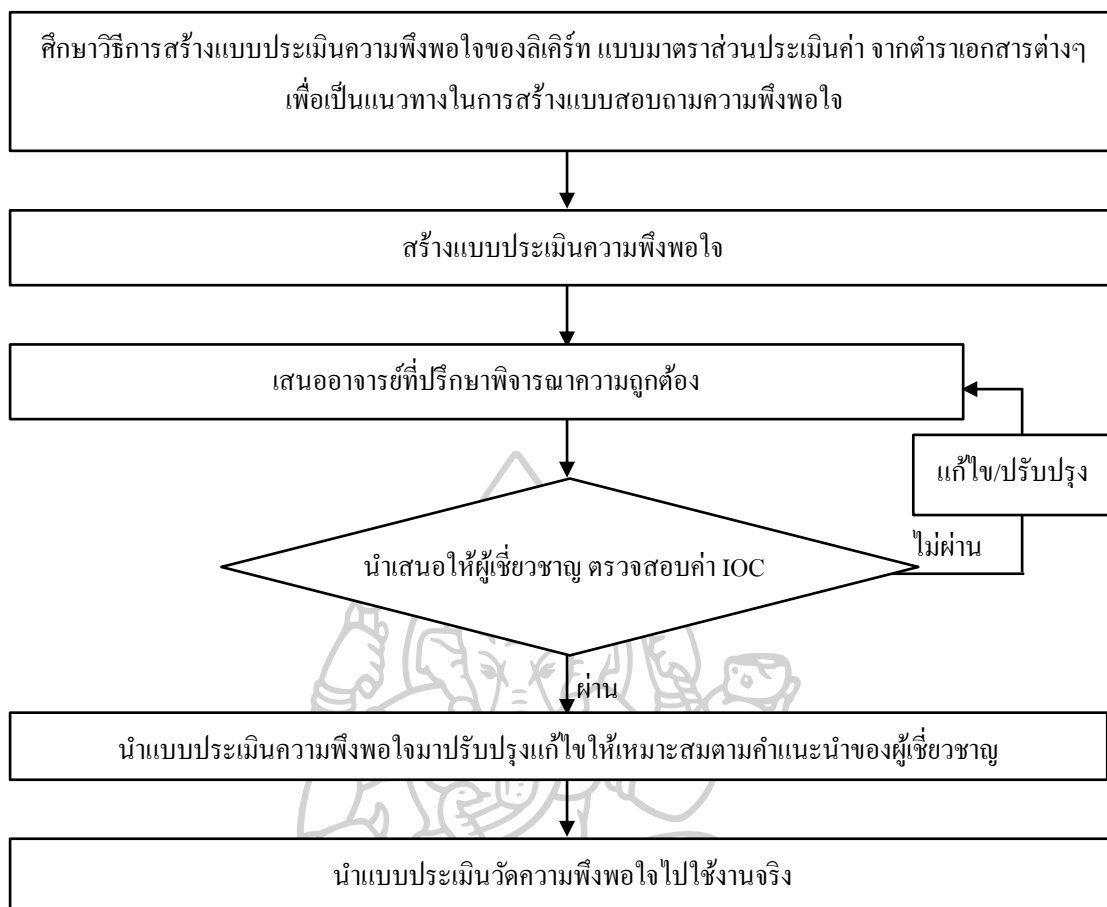 ศึกษาวิธีการสร้างแบบประเมินความพึงพอใจของลิเคิร์ท แบบมาตราส่วนประเมินค่า จากตำราเอกสารต่างๆ
เพื่อเป็นแนวทางในการสร้างแบบสอบถามความพึงพอใจ
สร้างแบบประเมินความพึงพอใจ
เสนออาจารย์ที่ปรึกษาพิจารณาความถูกต้อง
แก้ไข/ปรับปรุง
ไม่ผ่าน
นำเสนอให้ผู้เชี่ยวชาญ ตรวจสอบค่า IOC
ผ่าน
นำแบบประเมินความพึงพอใจมาปรับปรุงแก้ไขให้เหมาะสมตามคำแนะนำของผู้เชี่ยวชาญ
นำแบบประเมินวัดความพึงพอใจไปใช้งานจริง